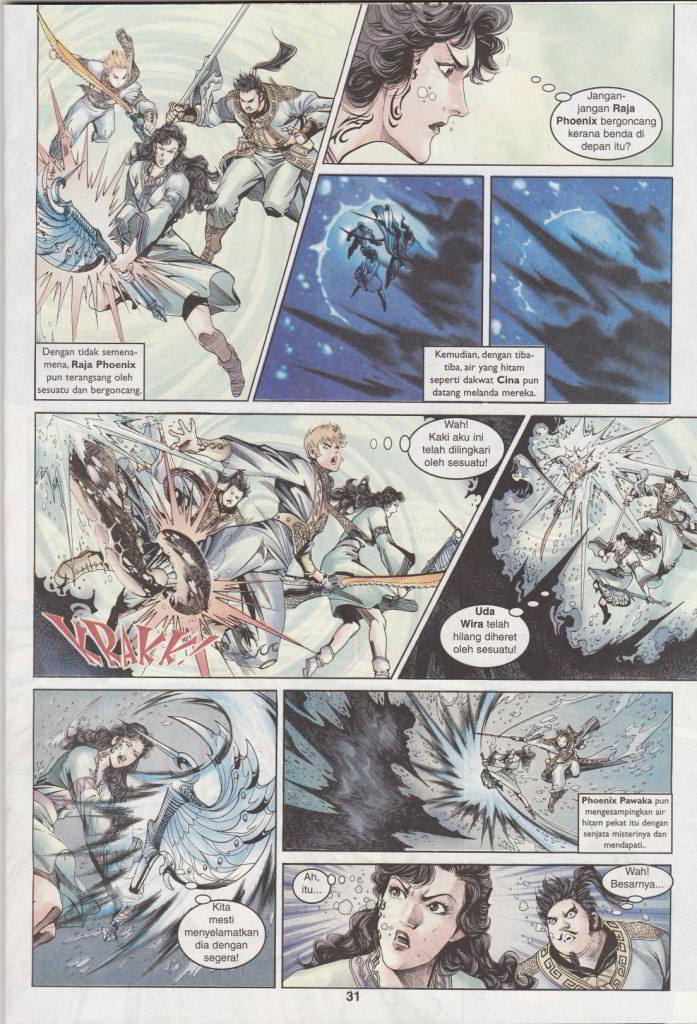 Dengan tidak semena-
mena, Raja Phoenix
pun terangsang oleh
sesuatu dan bergoncang.
Jangan-
jangan Raja
Phoenix bergoncang
kerana benda di
depan itu?
Kemudian, dengan tiba-
tiba, air yang hitam
seperti dakwat Cina pun
datang melanda mereka.
Wah!
Kaki aku ini
telah dilingkari
oleh sesuatu!
KRAKK!!
Uda
Wira telah
hilang diheret
oleh sesuatu!
Kita
mesti
menyelamatkan
dia dengan
segera!
Phoenix Pawaka pun
mengesampingkan air
hitam pekat itu dengan
senjata misterinya dan
mendapati..
Ah,
itu...
Wah!
Besarnya...
31